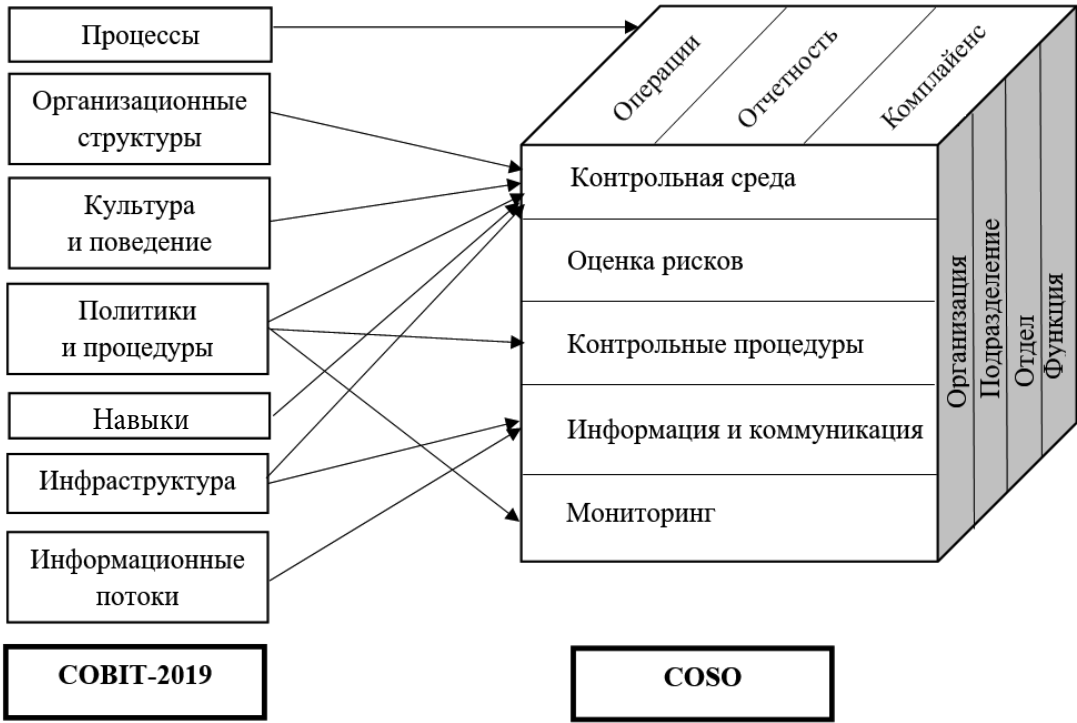 Процессы
Организационные
структуры
Культура
и поведение
Политики
и процедуры
Навыки
Инфраструктура
Информационные
потоки
COBIT-2019
Операции
Отчетность
Комплайенс
Контрольная среда
Оценка рисков
Контрольные процедуры
Информация и коммуникация
Мониторинг
Организация
Подразделение
Отдел
Функция
COSO